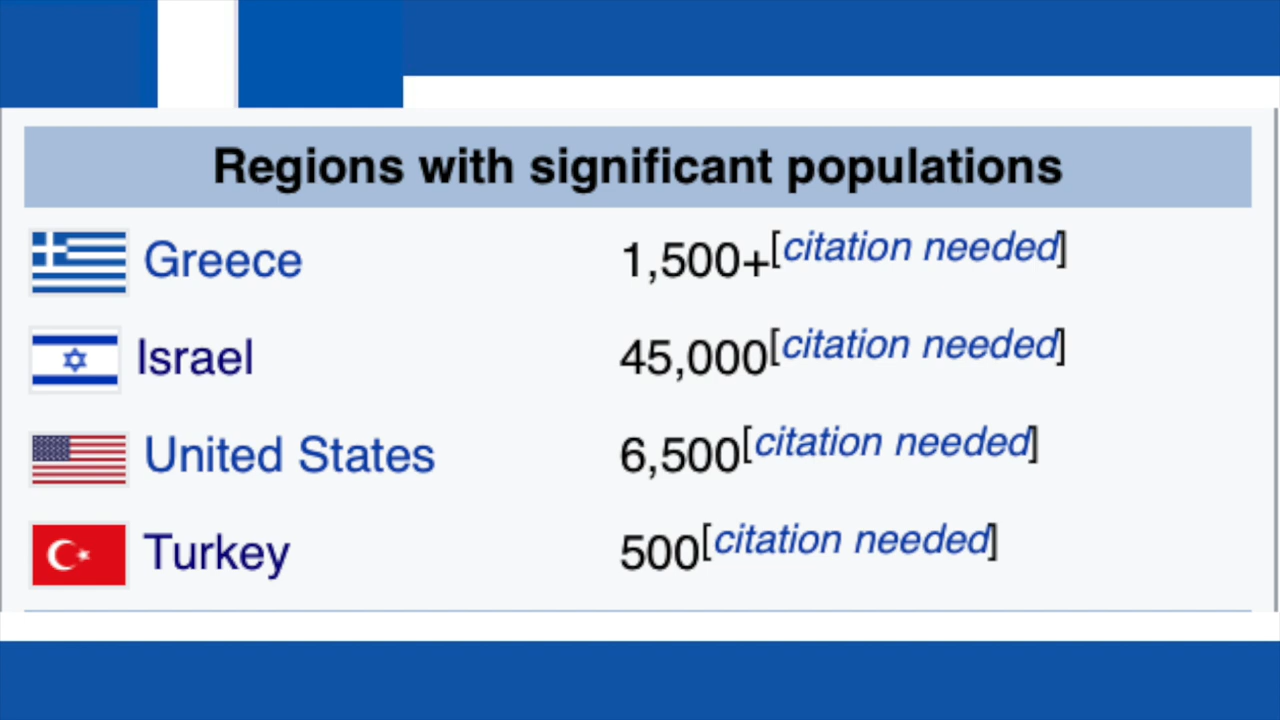 Regions with significant populations
Greece 1,500+[citation needed]
Israel 45,000[citation needed]
United States 6,500[citation needed]
Turkey 500[citation needed]